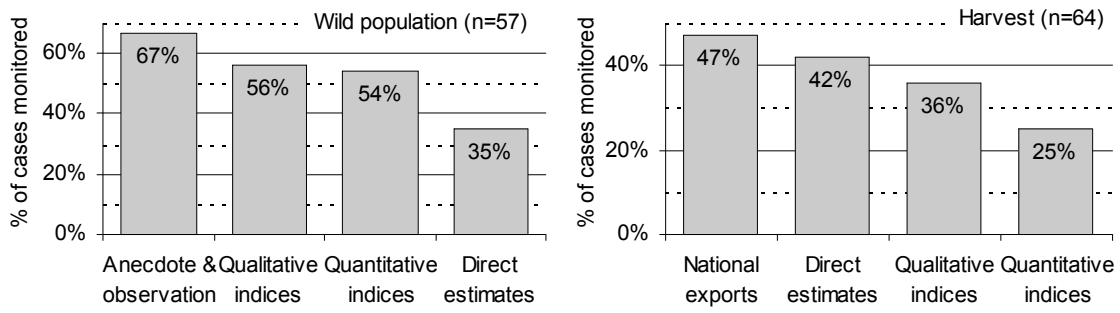 Wild population (n=57)
% of cases monitored
60%
40%
20%
0%
67%
56%
54%
35%
Anecdote & Qualitative Quantitative Direct
observation indices indices estimates
Harvest (n=64)
% of cases monitored
40%
20%
0%
47%
42%
36%
25%
National Direct Qualitative Quantitative
exports estimates indices indices